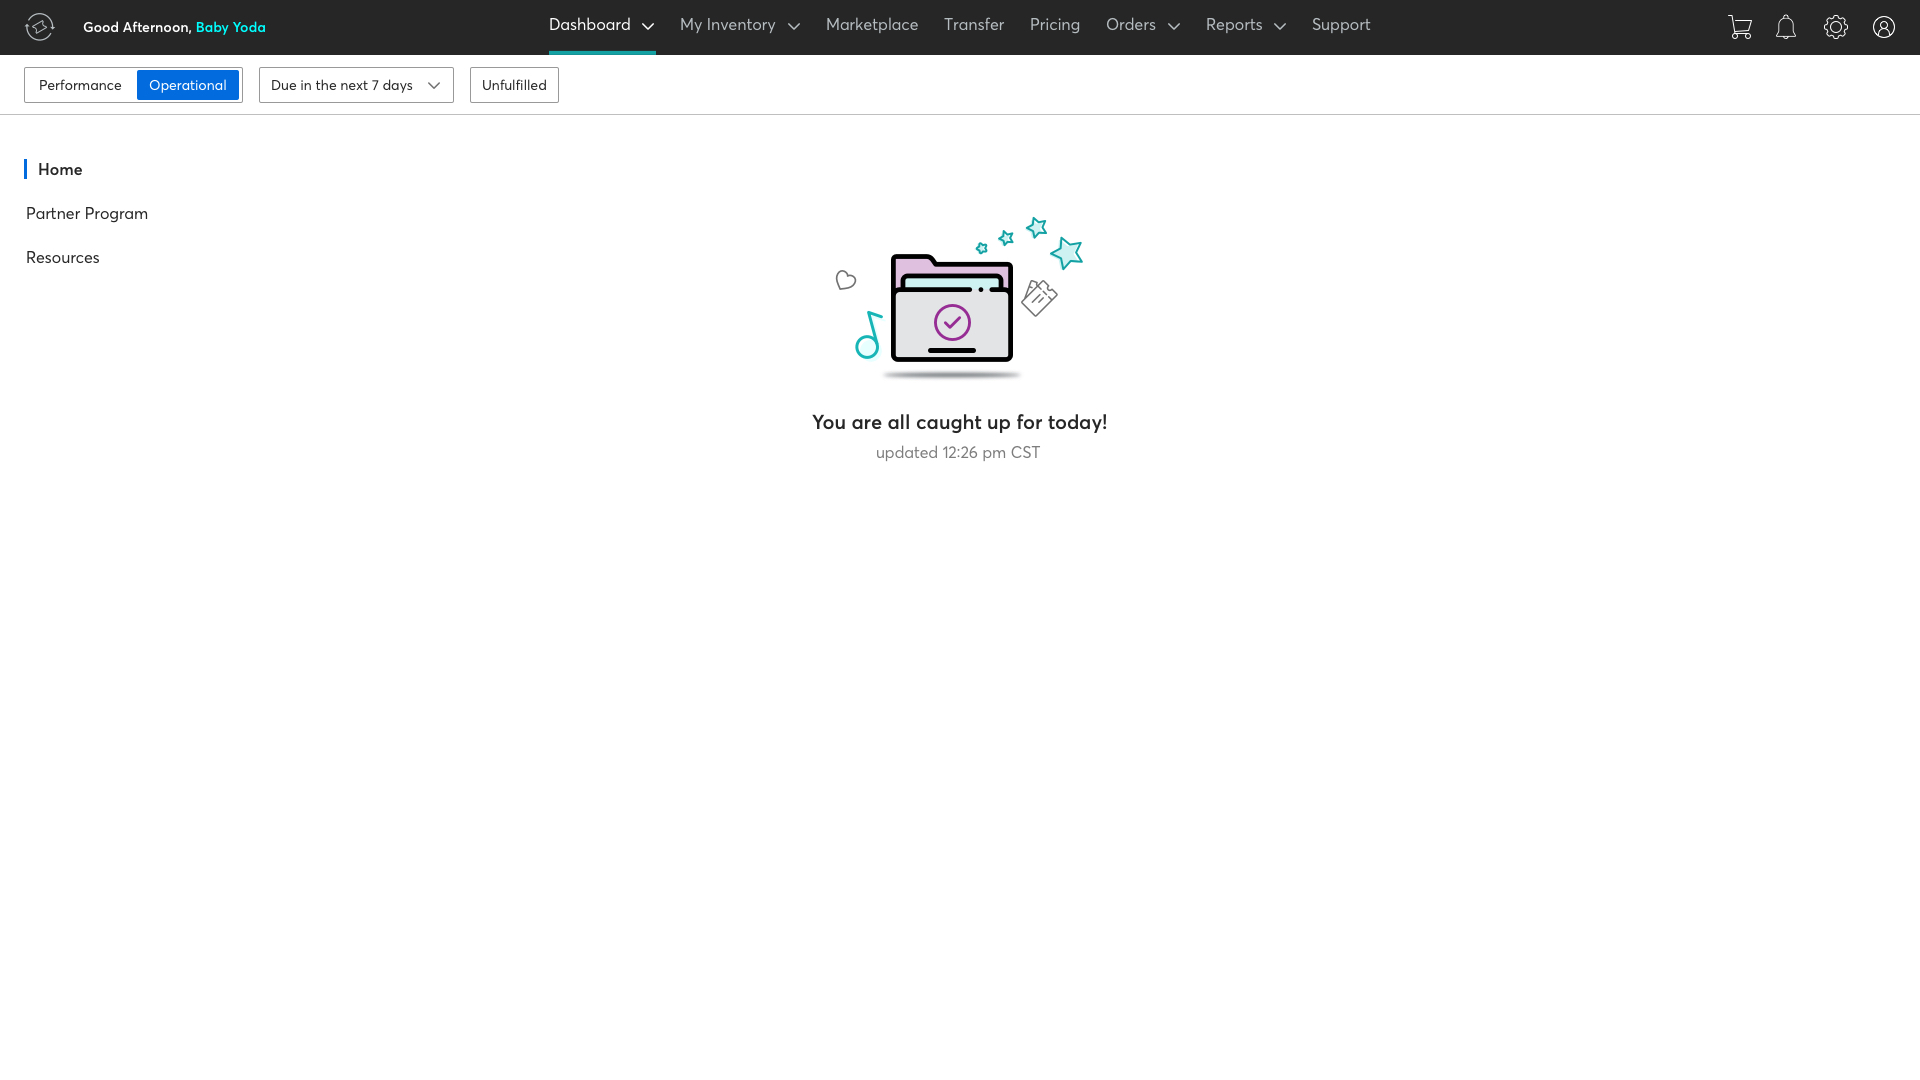 Good Afternoon, Baby Yoda
Dashboard
My Inventory
Marketplace
Transfer
Pricing
Orders
Reports
Support
Performance
Operational
Due in the next 7 days
Unfulfilled
Home
Partner Program
Resources
You are all caught up for today!
updated 12:26 pm CST